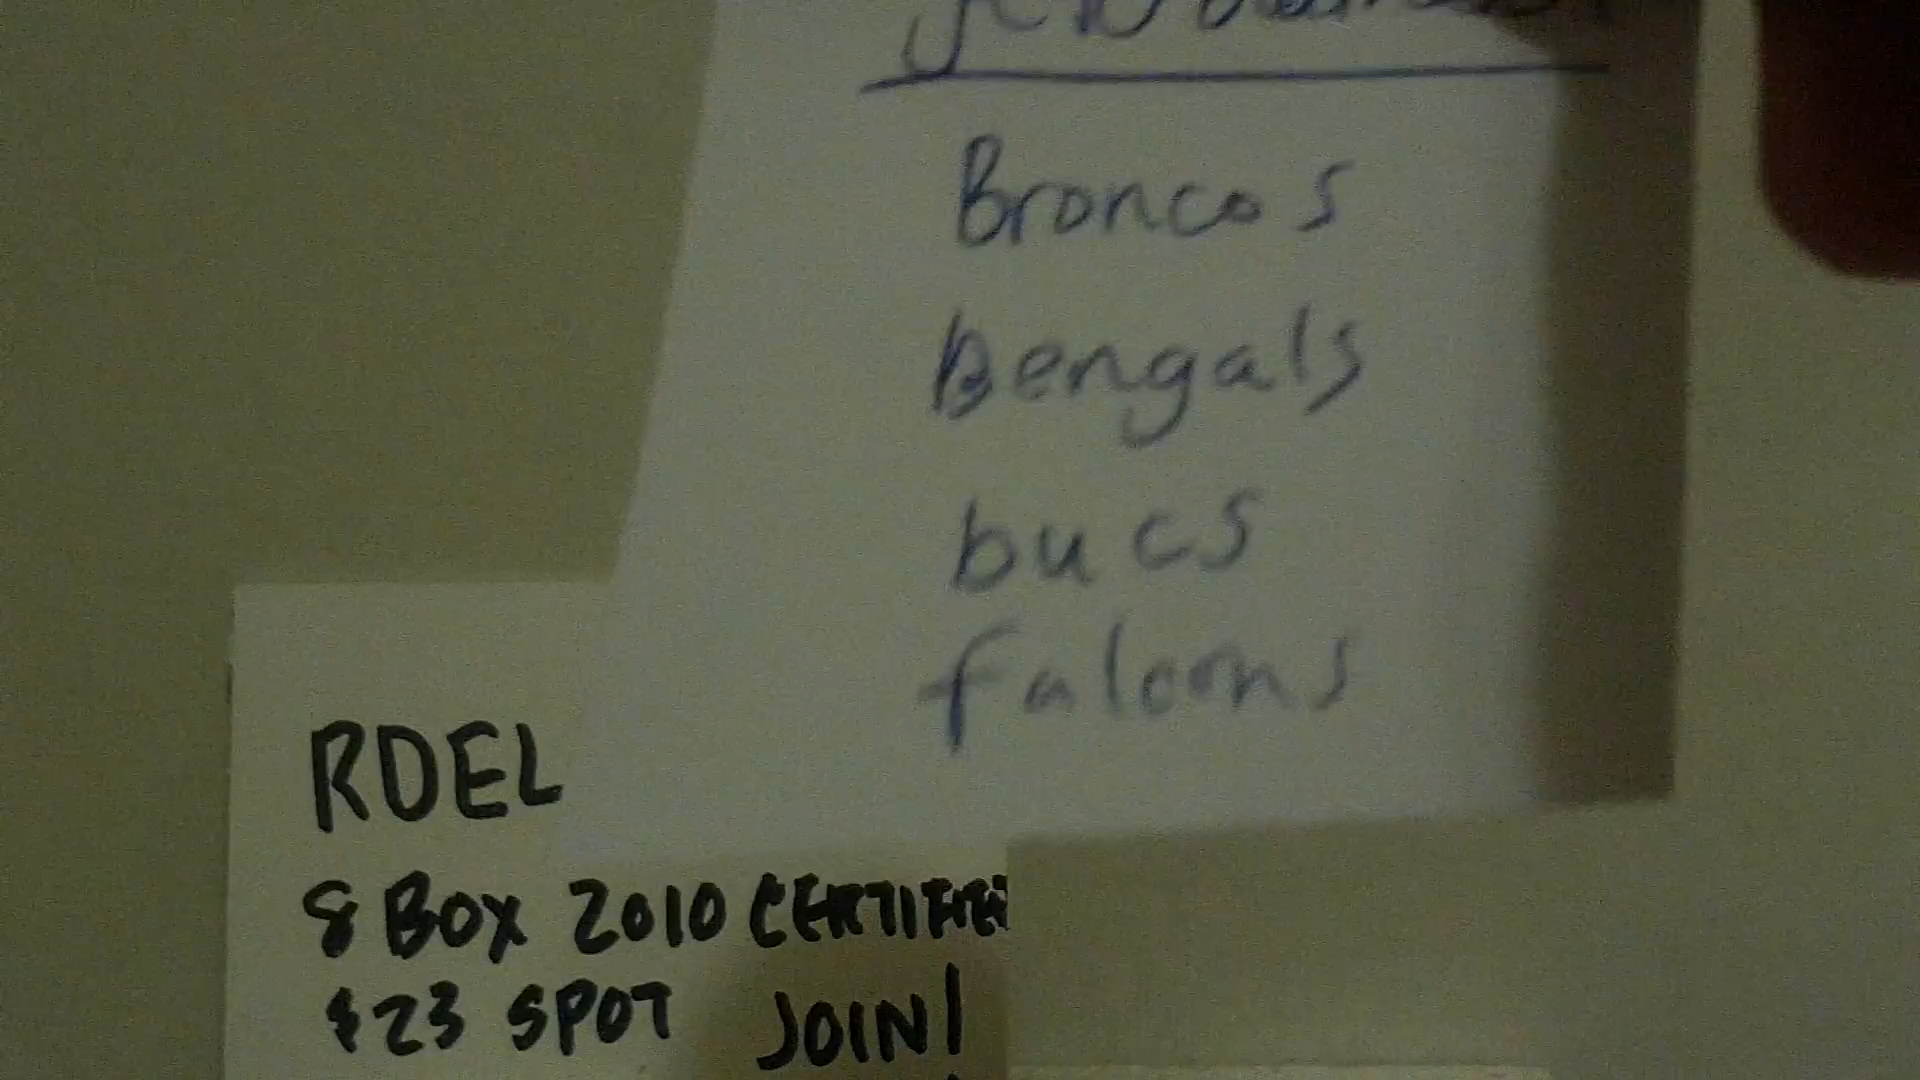 Broncos
Bengals
bucs
falcons
RDEL
8 BOX 2010 CERTIFIED
$23 SPOT JOIN!